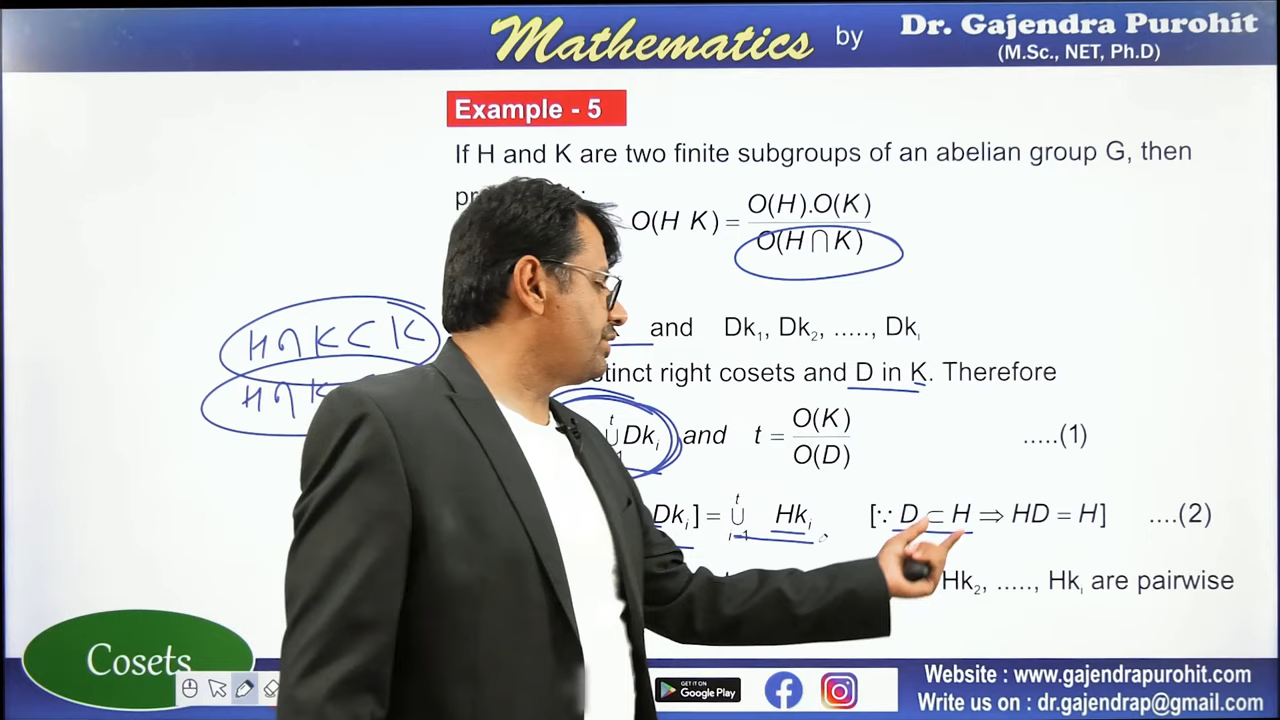 Mathematics by Dr. Gajendra Purohit
(M.Sc., NET, Ph.D)
Example - 5
If H and K are two finite subgroups of an abelian group G, then
O(H K) = O(H).O(K) / O(H ∩ K)
H∩K ⊂ K
H∩K
and Dk₁, Dk₂, ....., Dkₜ
right cosets and D in K. Therefore
Dkᵢ and t = O(K) / O(D) .....(1)
Dkᵢ] = ∪ᵗᵢ₌₁ Hkᵢ [∵ D ⊂ H ⇒ HD = H] ....(2)
Hk₂, ....., Hkₜ are pairwise
Cosets
GET IT ON
Google Play
Website : www.gajendrapurohit.com
Write us on : dr.gajendrap@gmail.com